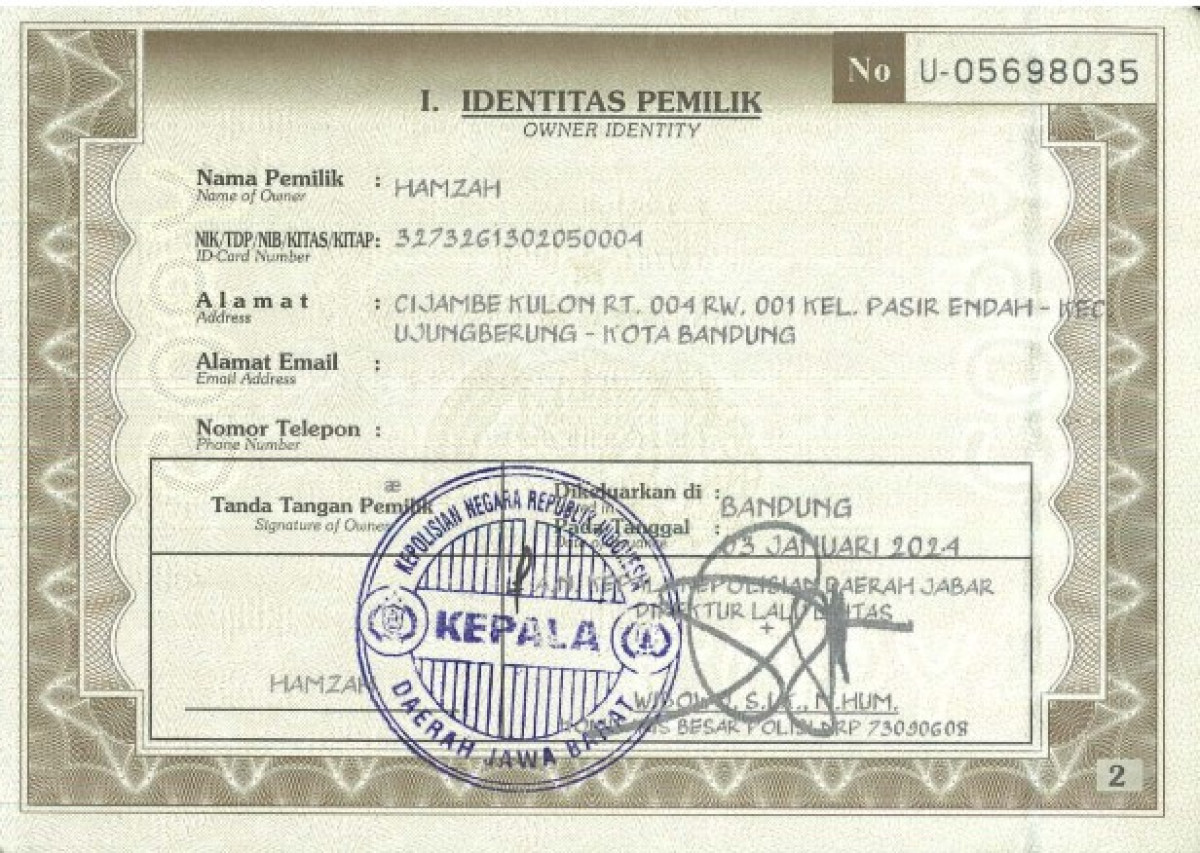 No U-05698035
I. IDENTITAS PEMILIK
OWNER IDENTITY
Nama Pemilik : HAMZAH
Name of Owner
NIK/TDP/NIB/KITAS/KITAP: 3273261302050004
ID-Card Number
Alamat : CIJAMBE KULON RT. 004 RW. 001 KEL. PASIR ENDAH - KEC
Address
UJUNGBERUNG - KOTA BANDUNG
Alamat Email :
Email Address
Nomor Telepon :
Phone Number
æ
Tanda Tangan Pemilik
Signature of Owner
Dikeluarkan di : BANDUNG
Pada Tanggal : 03 JANUARI 2024
A.N. KEPALA KEPOLISIAN DAERAH JABAR
DIREKTUR LALU LINTAS
KEPOLISIAN NEGARA REPUBLIK INDONESIA
KEPALA
DAERAH JAWA BARAT
HAMZAH
WIBOWO, S.I.K., M.HUM.
BESAR POLISI NRP 73090608
2